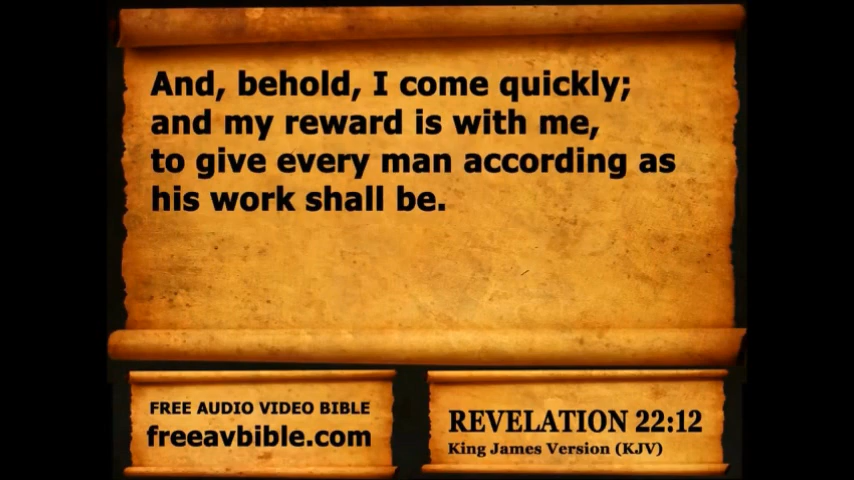 And, behold, I come quickly;
and my reward is with me,
to give every man according as
his work shall be.
FREE AUDIO VIDEO BIBLE
freeavbible.com
REVELATION 22:12
King James Version (KJV)